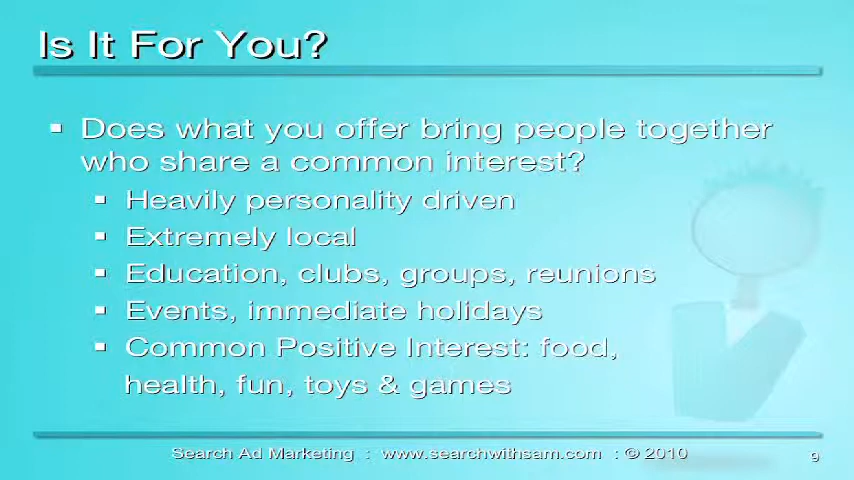 Is It For You?
Does what you offer bring people together
who share a common interest?
Heavily personality driven
Extremely local
Education, clubs, groups, reunions
Events, immediate holidays
Common Positive Interest: food,
health, fun, toys & games
Search Ad Marketing : www.searchwithsam.com : © 2010
9